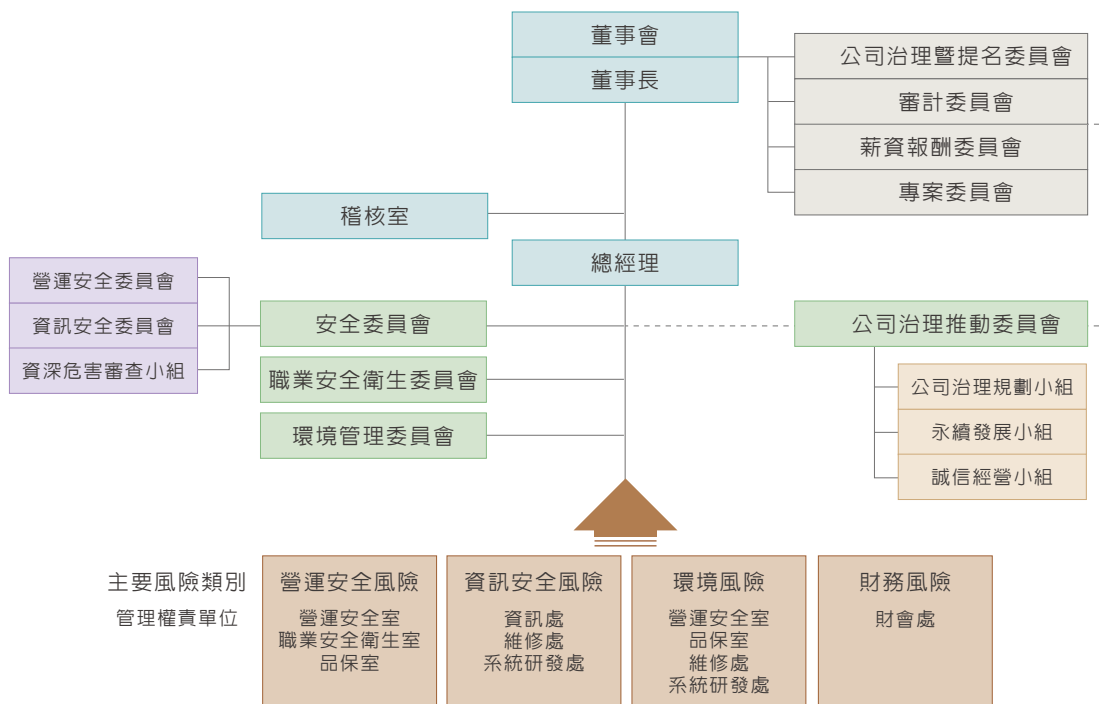 董事會
董事長
公司治理暨提名委員會
審計委員會
薪資報酬委員會
專案委員會
稽核室
總經理
營運安全委員會
資訊安全委員會
資深危害審查小組
安全委員會
職業安全衛生委員會
環境管理委員會
公司治理推動委員會
公司治理規劃小組
永續發展小組
誠信經營小組
主要風險類別
管理權責單位
營運安全風險
營運安全室
職業安全衛生室
品保室
資訊安全風險
資訊處
維修處
系統研發處
環境風險
營運安全室
品保室
維修處
系統研發處
財務風險
財會處